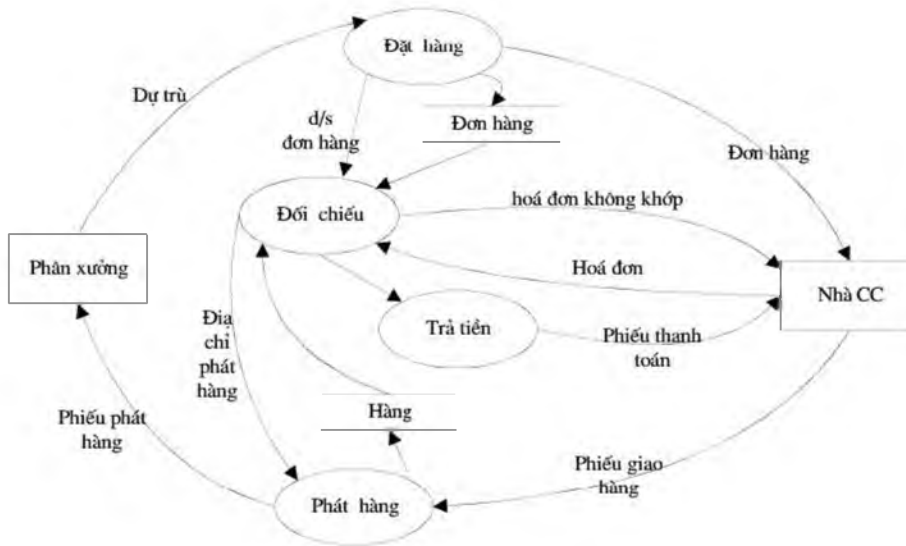 Đặt hàng
Dự trù
d/s
đơn hàng
Đơn hàng
Đơn hàng
Đối chiếu
hoá đơn không khớp
Phân xưởng
Hoá đơn
Nhà CC
Trả tiền
Phiếu thanh
toán
Địa
chỉ
phát
hàng
Phiếu phát
hàng
Hàng
Phiếu giao
hàng
Phát hàng